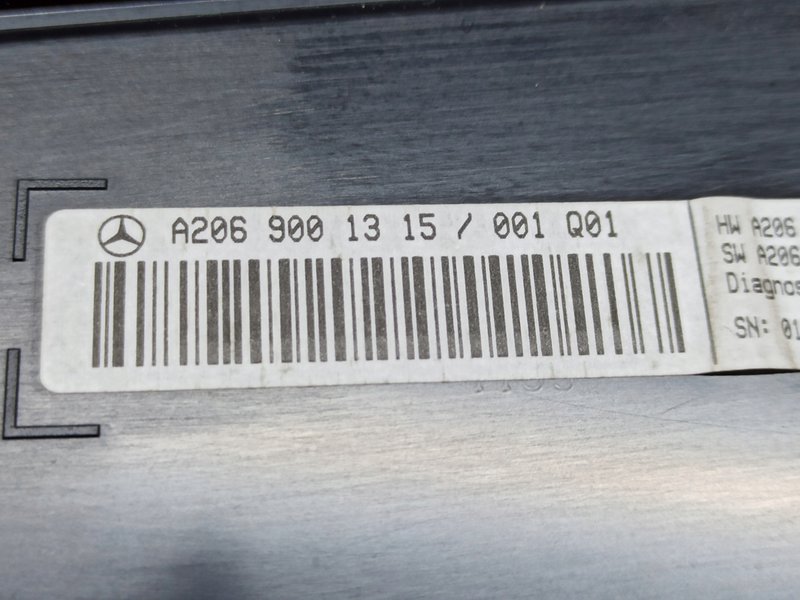 A206 900 13 15 / 001 Q01
HW A206
SW A206
Diagnos
SN: 01